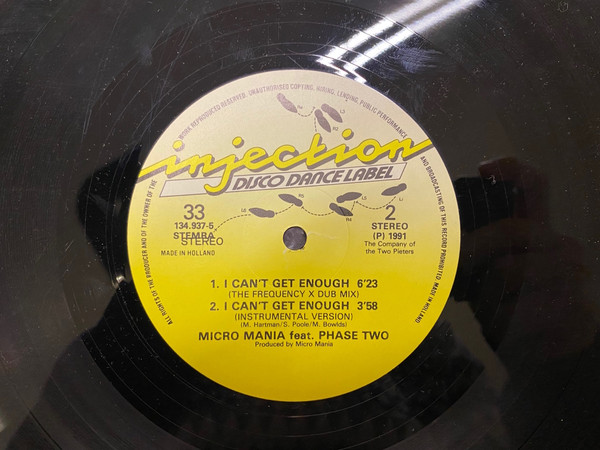 ALL RIGHTS OF THE PRODUCER AND OF THE OWNER OF THE WORK REPRODUCED RESERVED. UNAUTHORISED COPYING, HIRING, LENDING, PUBLIC PERFORMANCE AND BROADCASTING OF THIS RECORD PROHIBITED. MADE IN HOLLAND
injection
DISCO DANCE LABEL
33
134.937-5
STEMBA
STEREO
MADE IN HOLLAND
2
STEREO
(P) 1991
The Company of
the Two Pieters
1. I CAN'T GET ENOUGH 6'23
(THE FREQUENCY X DUB MIX)
2. I CAN'T GET ENOUGH 3'58
(INSTRUMENTAL VERSION)
(M. Hartman/S. Poole/M. Bowlds)
MICRO MANIA feat. PHASE TWO
Produced by Micro Mania